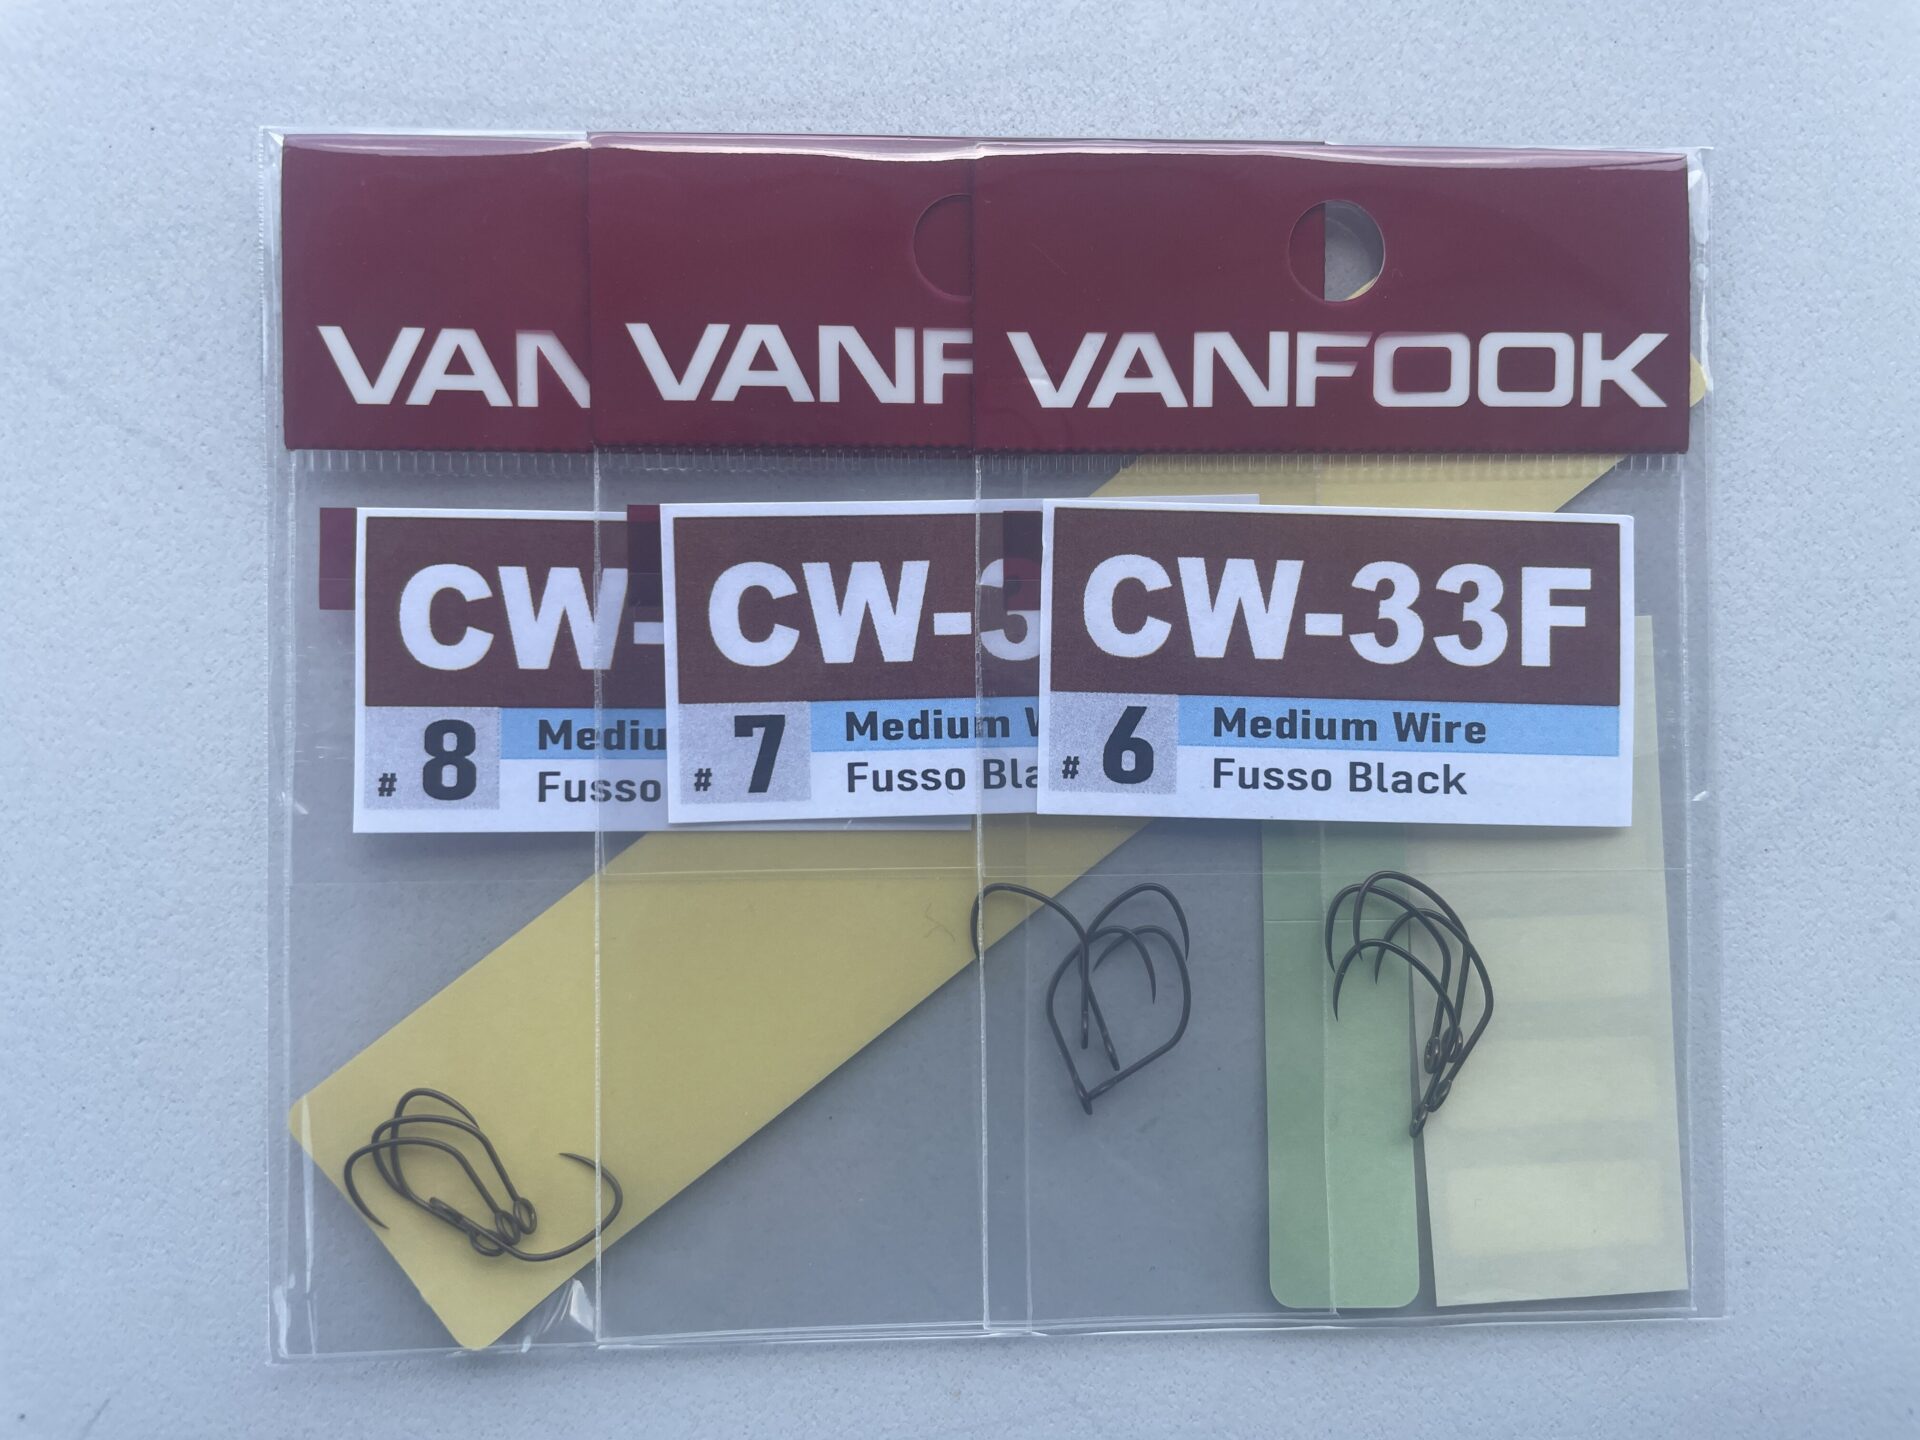 VAN
VANF
VANFOOK
CW-
# 8
Mediu
Fusso
CW-3
# 7
Medium W
Fusso Bla
CW-33F
# 6
Medium Wire
Fusso Black